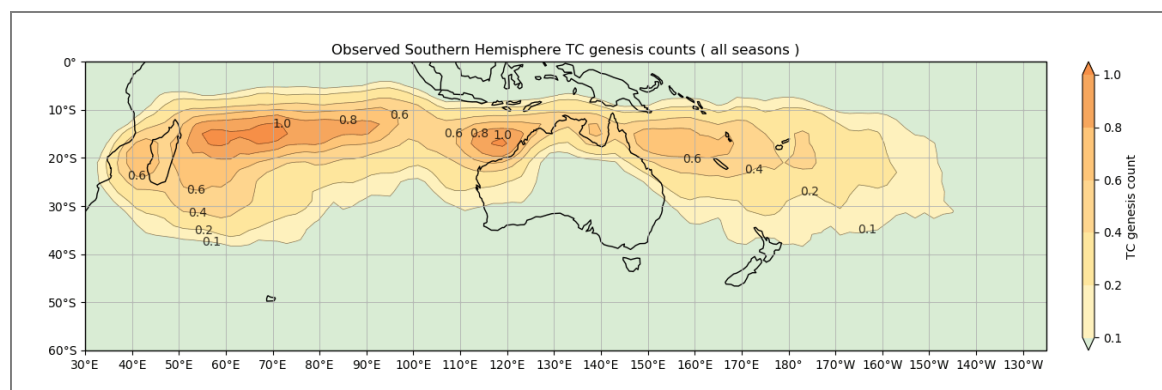 Observed Southern Hemisphere TC genesis counts ( all seasons )
0°
10°S
20°S
30°S
40°S
50°S
60°S
30°E 40°E 50°E 60°E 70°E 80°E 90°E 100°E 110°E 120°E 130°E 140°E 150°E 160°E 170°E 180° 170°W 160°W 150°W 140°W 130°W
1.0 0.8 0.6 0.6 0.8 1.0
0.6 0.6 0.4
0.6 0.2
0.4
0.2 0.1
0.1
1.0
0.8
0.6
0.4
0.2
0.1
TC genesis count